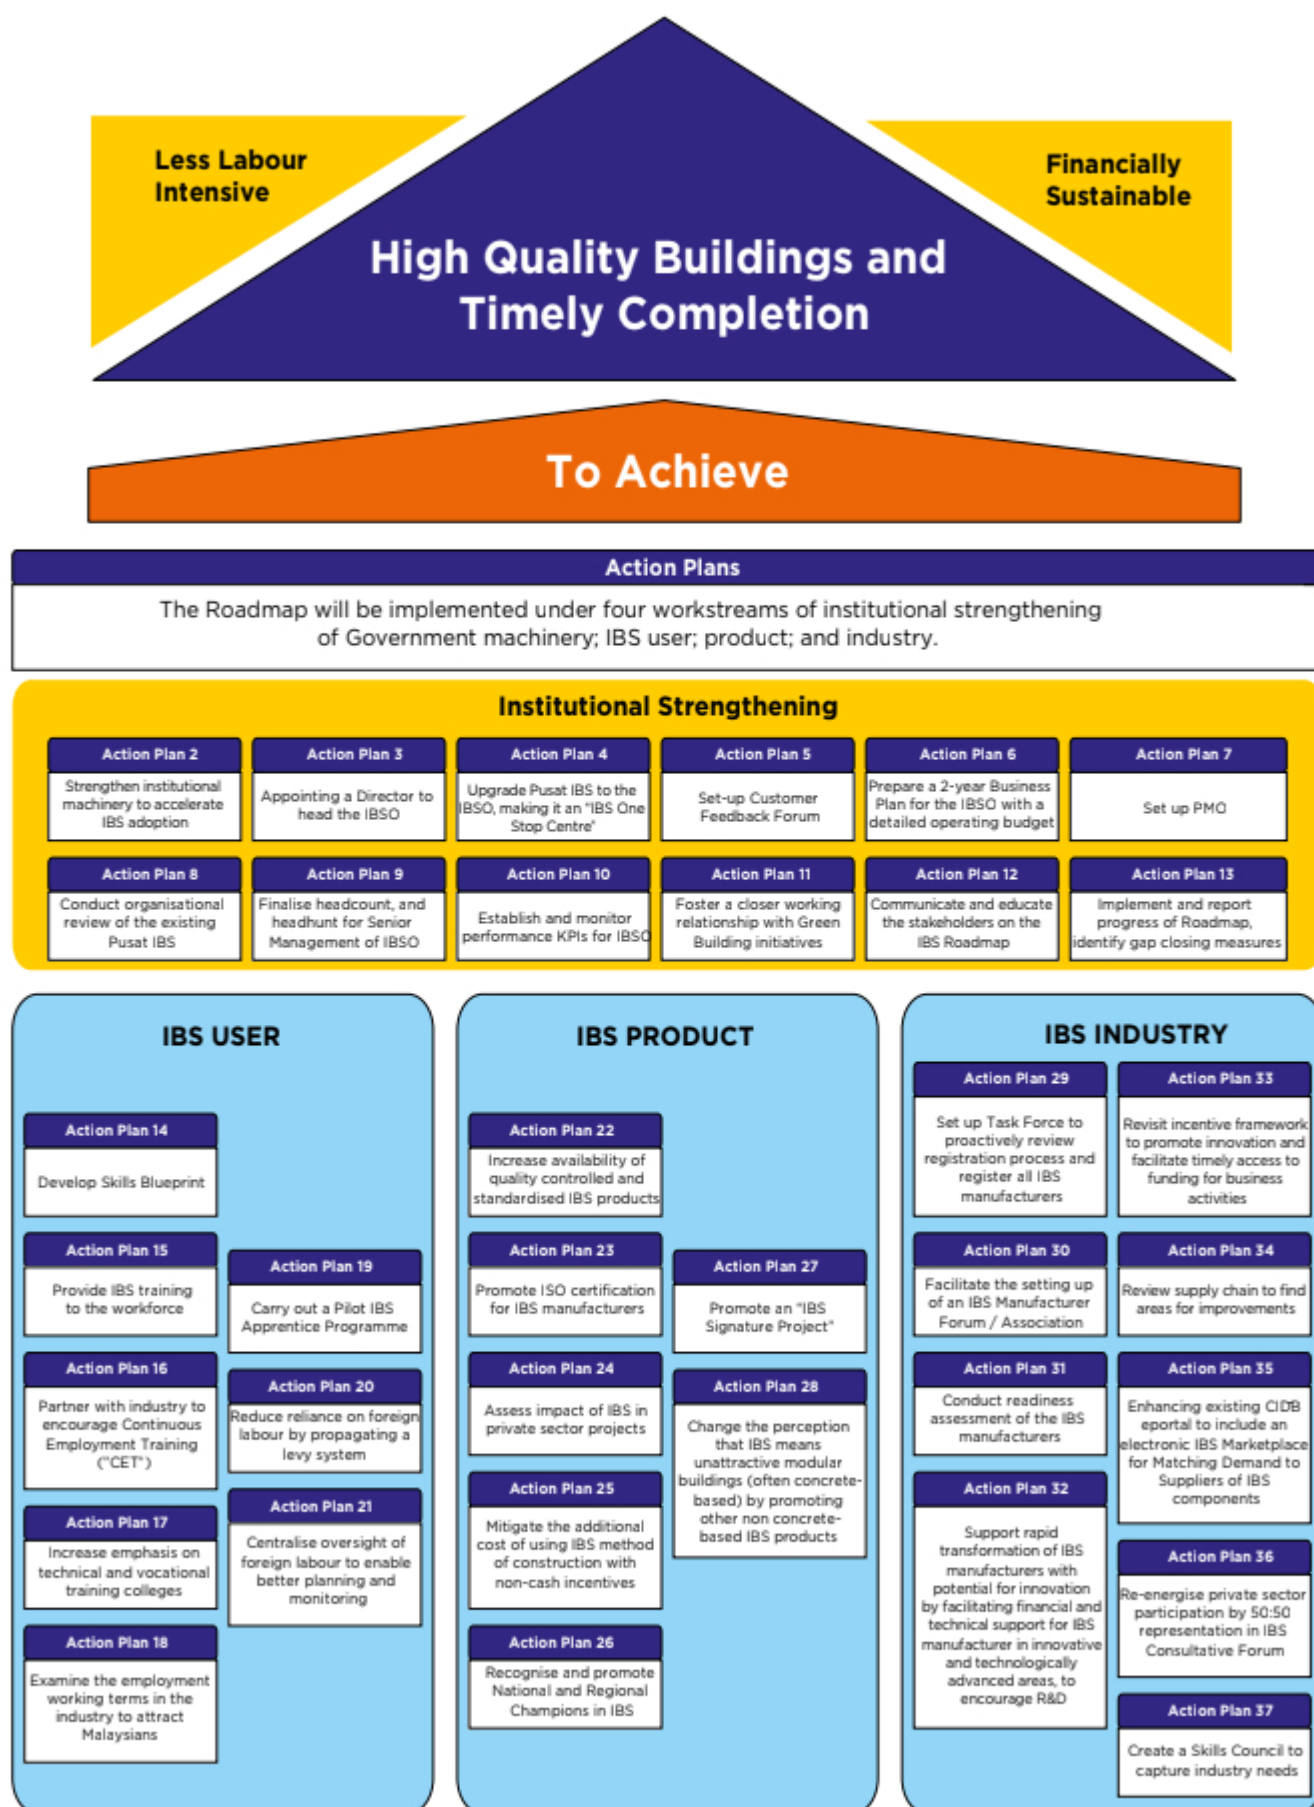 Less Labour
Intensive
Financially
Sustainable
High Quality Buildings and
Timely Completion
To Achieve
Action Plans
The Roadmap will be implemented under four workstreams of institutional strengthening
of Government machinery; IBS user; product; and industry.
Institutional Strengthening
Action Plan 2
Strengthen institutional
machinery to accelerate
IBS adoption
Action Plan 3
Appointing a Director to
head the IBSO
Action Plan 4
Upgrade Pusat IBS to the
IBSO, making it an "IBS One
Stop Centre"
Action Plan 5
Set-up Customer
Feedback Forum
Action Plan 6
Prepare a 2-year Business
Plan for the IBSO with a
detailed operating budget
Action Plan 7
Set up PMO
Action Plan 8
Conduct organisational
review of the existing
Pusat IBS
Action Plan 9
Finalise headcount, and
headhunt for Senior
Management of IBSO
Action Plan 10
Establish and monitor
performance KPIs for IBSO
Action Plan 11
Foster a closer working
relationship with Green
Building initiatives
Action Plan 12
Communicate and educate
the stakeholders on the
IBS Roadmap
Action Plan 13
Implement and report
progress of Roadmap,
identify gap closing measures
IBS USER
Action Plan 14
Develop Skills Blueprint
Action Plan 15
Provide IBS training
to the workforce
Action Plan 16
Partner with industry to
encourage Continuous
Employment Training
("CET")
Action Plan 17
Increase emphasis on
technical and vocational
training colleges
Action Plan 18
Examine the employment
working terms in the
industry to attract
Malaysians
Action Plan 19
Carry out a Pilot IBS
Apprentice Programme
Action Plan 20
Reduce reliance on foreign
labour by propagating a
levy system
Action Plan 21
Centralise oversight of
foreign labour to enable
better planning and
monitoring
IBS PRODUCT
Action Plan 22
Increase availability of
quality controlled and
standardised IBS products
Action Plan 23
Promote ISO certification
for IBS manufacturers
Action Plan 24
Assess impact of IBS in
private sector projects
Action Plan 25
Mitigate the additional
cost of using IBS method
of construction with
non-cash incentives
Action Plan 26
Recognise and promote
National and Regional
Champions in IBS
Action Plan 27
Promote an "IBS
Signature Project"
Action Plan 28
Change the perception
that IBS means
unattractive modular
buildings (often concrete-
based) by promoting
other non concrete-
based IBS products
IBS INDUSTRY
Action Plan 29
Set up Task Force to
proactively review
registration process and
register all IBS
manufacturers
Action Plan 30
Facilitate the setting up
of an IBS Manufacturer
Forum / Association
Action Plan 31
Conduct readiness
assessment of the IBS
manufacturers
Action Plan 32
Support rapid
transformation of IBS
manufacturers with
potential for innovation
by facilitating financial and
technical support for IBS
manufacturer in innovative
and technologically
advanced areas, to
encourage R&D
Action Plan 33
Revisit incentive framework
to promote innovation and
facilitate timely access to
funding for business
activities
Action Plan 34
Review supply chain to find
areas for improvements
Action Plan 35
Enhancing existing CIDB
eportal to include an
electronic IBS Marketplace
for Matching Demand to
Suppliers of IBS
components
Action Plan 36
Re-energise private sector
participation by 50:50
representation in IBS
Consultative Forum
Action Plan 37
Create a Skills Council to
capture industry needs